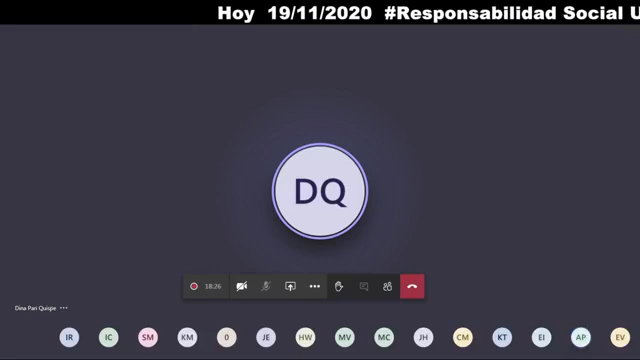 Hoy 19/11/2020 #Responsabilidad Social U
DQ
18:26
Dina Pari Quispe
IR IC SM KM 0 JE HW MV MC JH CM KT EI AP EV